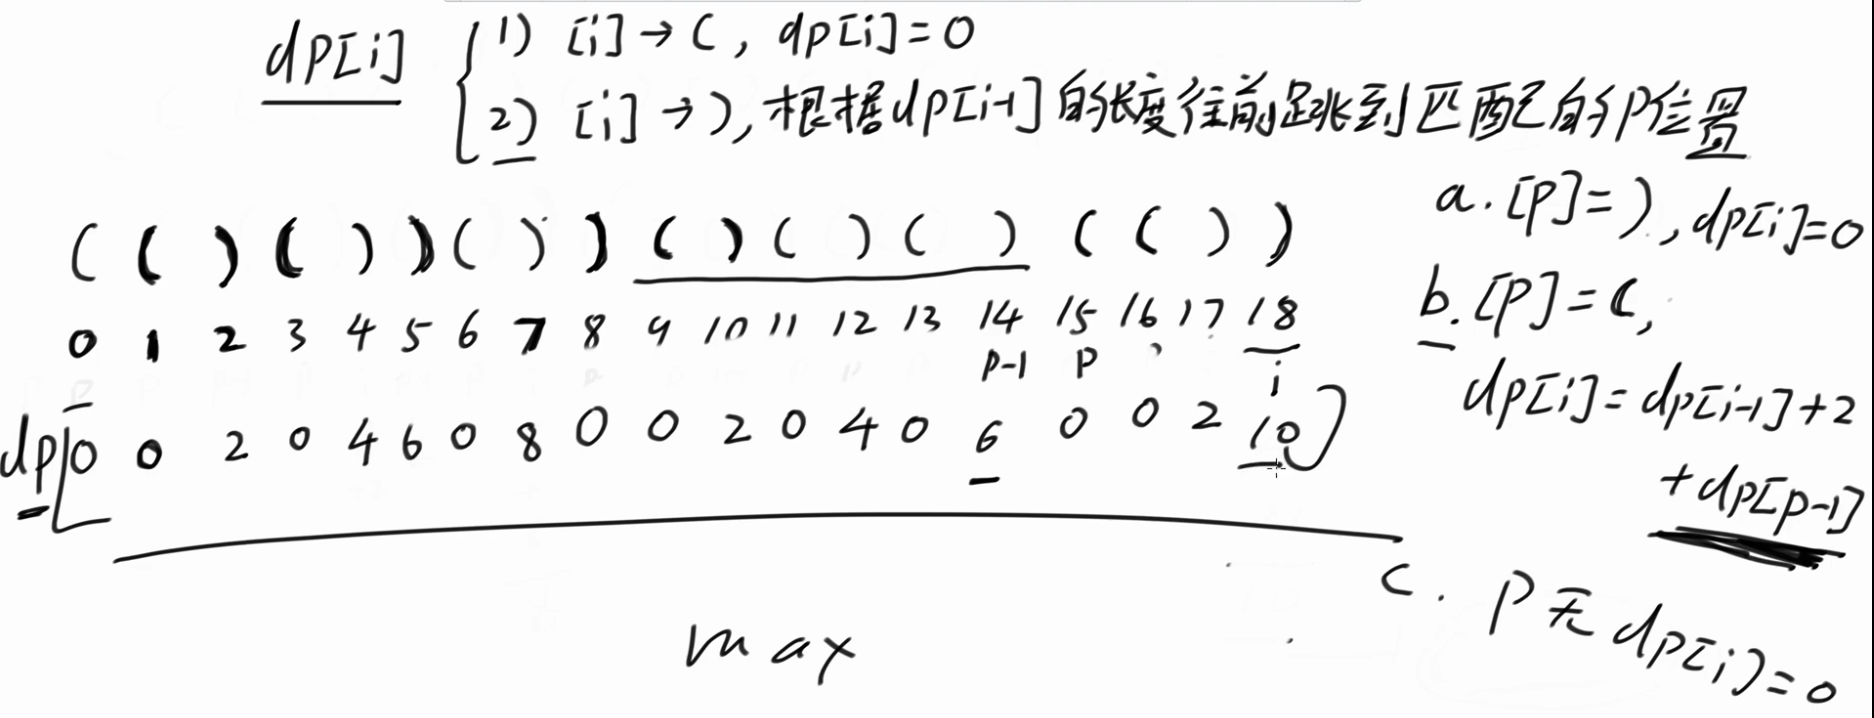 dp[i] 1) [i]→(, dp[i]=0
2) [i]→), 根据dp[i-1]的长度往前跳到匹配的p位置
a. [p]=), dp[i]=0
( ( ) ( ) ) ( ) ) ( ) ( ) ( ) ( ( ) )
b. [p]=(,
0 1 2 3 4 5 6 7 8 9 10 11 12 13 14 15 16 17 18
p-1 p i
dp[i]=dp[i-1]+2
dp 0 0 2 0 4 6 0 8 0 0 2 0 4 0 6 0 0 2 10
+dp[p-1]
c. p无dp[i]=0
max